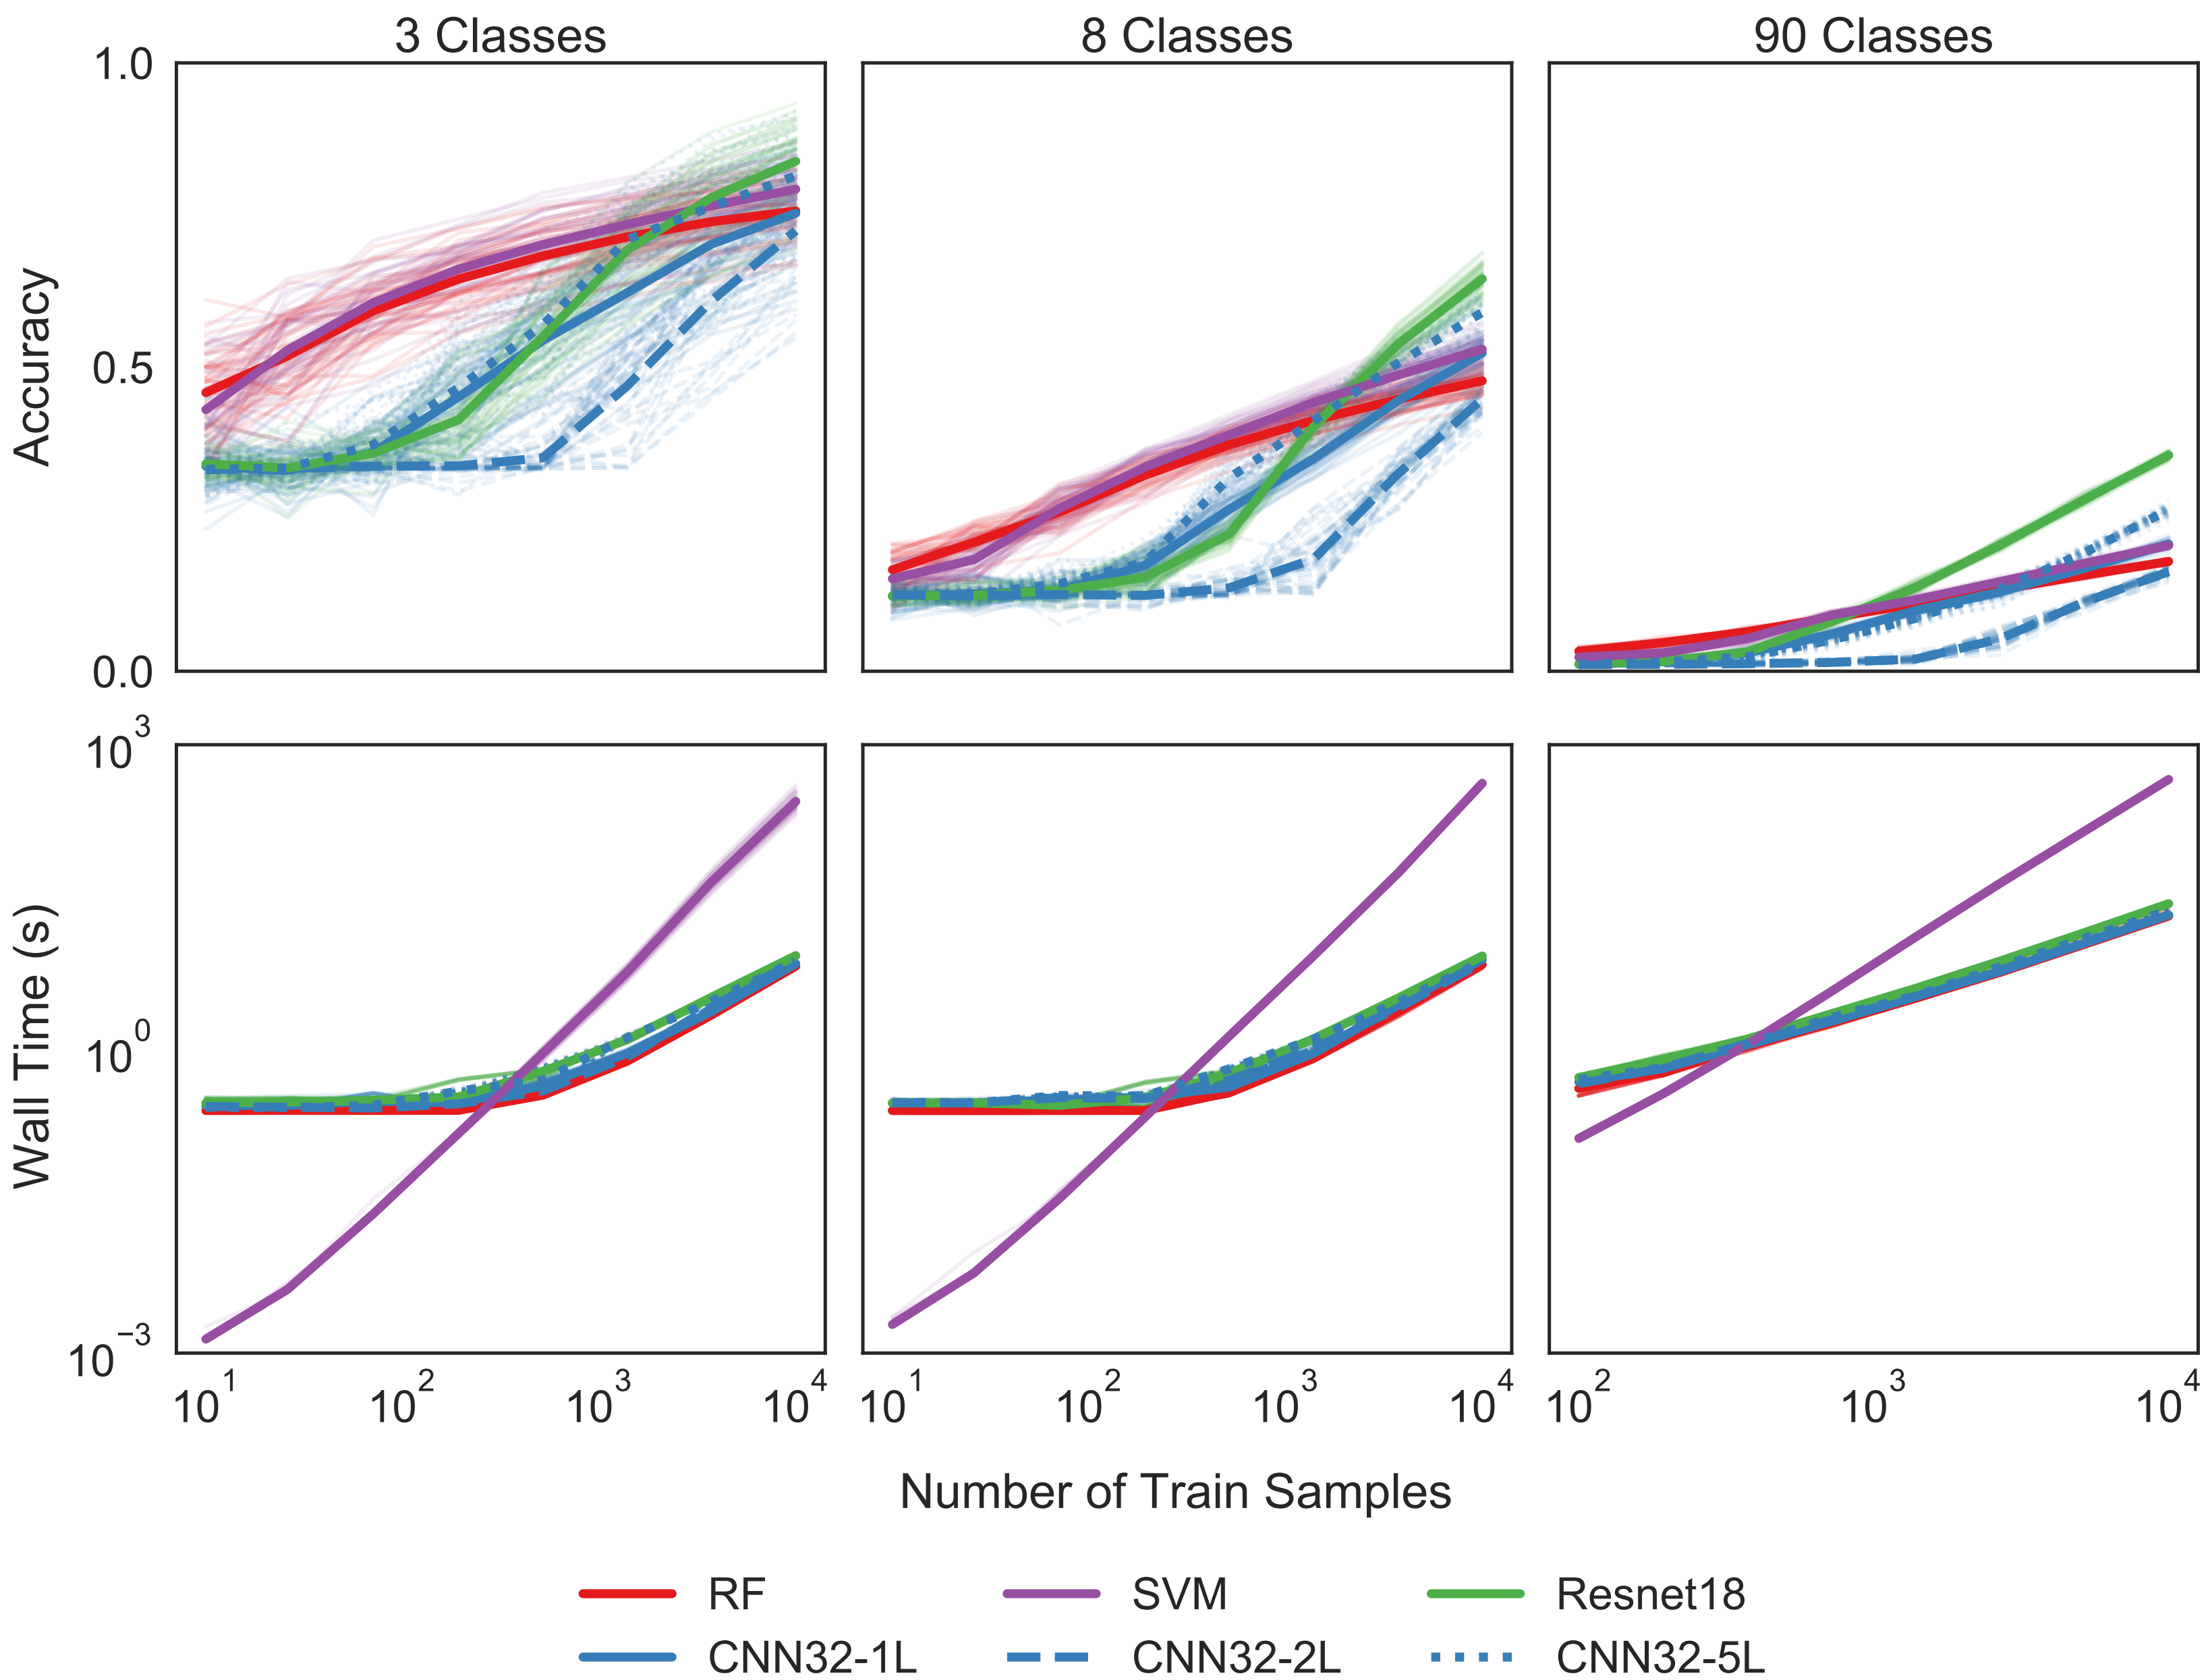 3 Classes 8 Classes 90 Classes
1.0
0.5
0.0
Accuracy
10^3
10^0
10^-3
Wall Time (s)
10^1 10^2 10^3 10^4 10^1 10^2 10^3 10^4 10^2 10^3 10^4
Number of Train Samples
RF SVM Resnet18
CNN32-1L CNN32-2L CNN32-5L